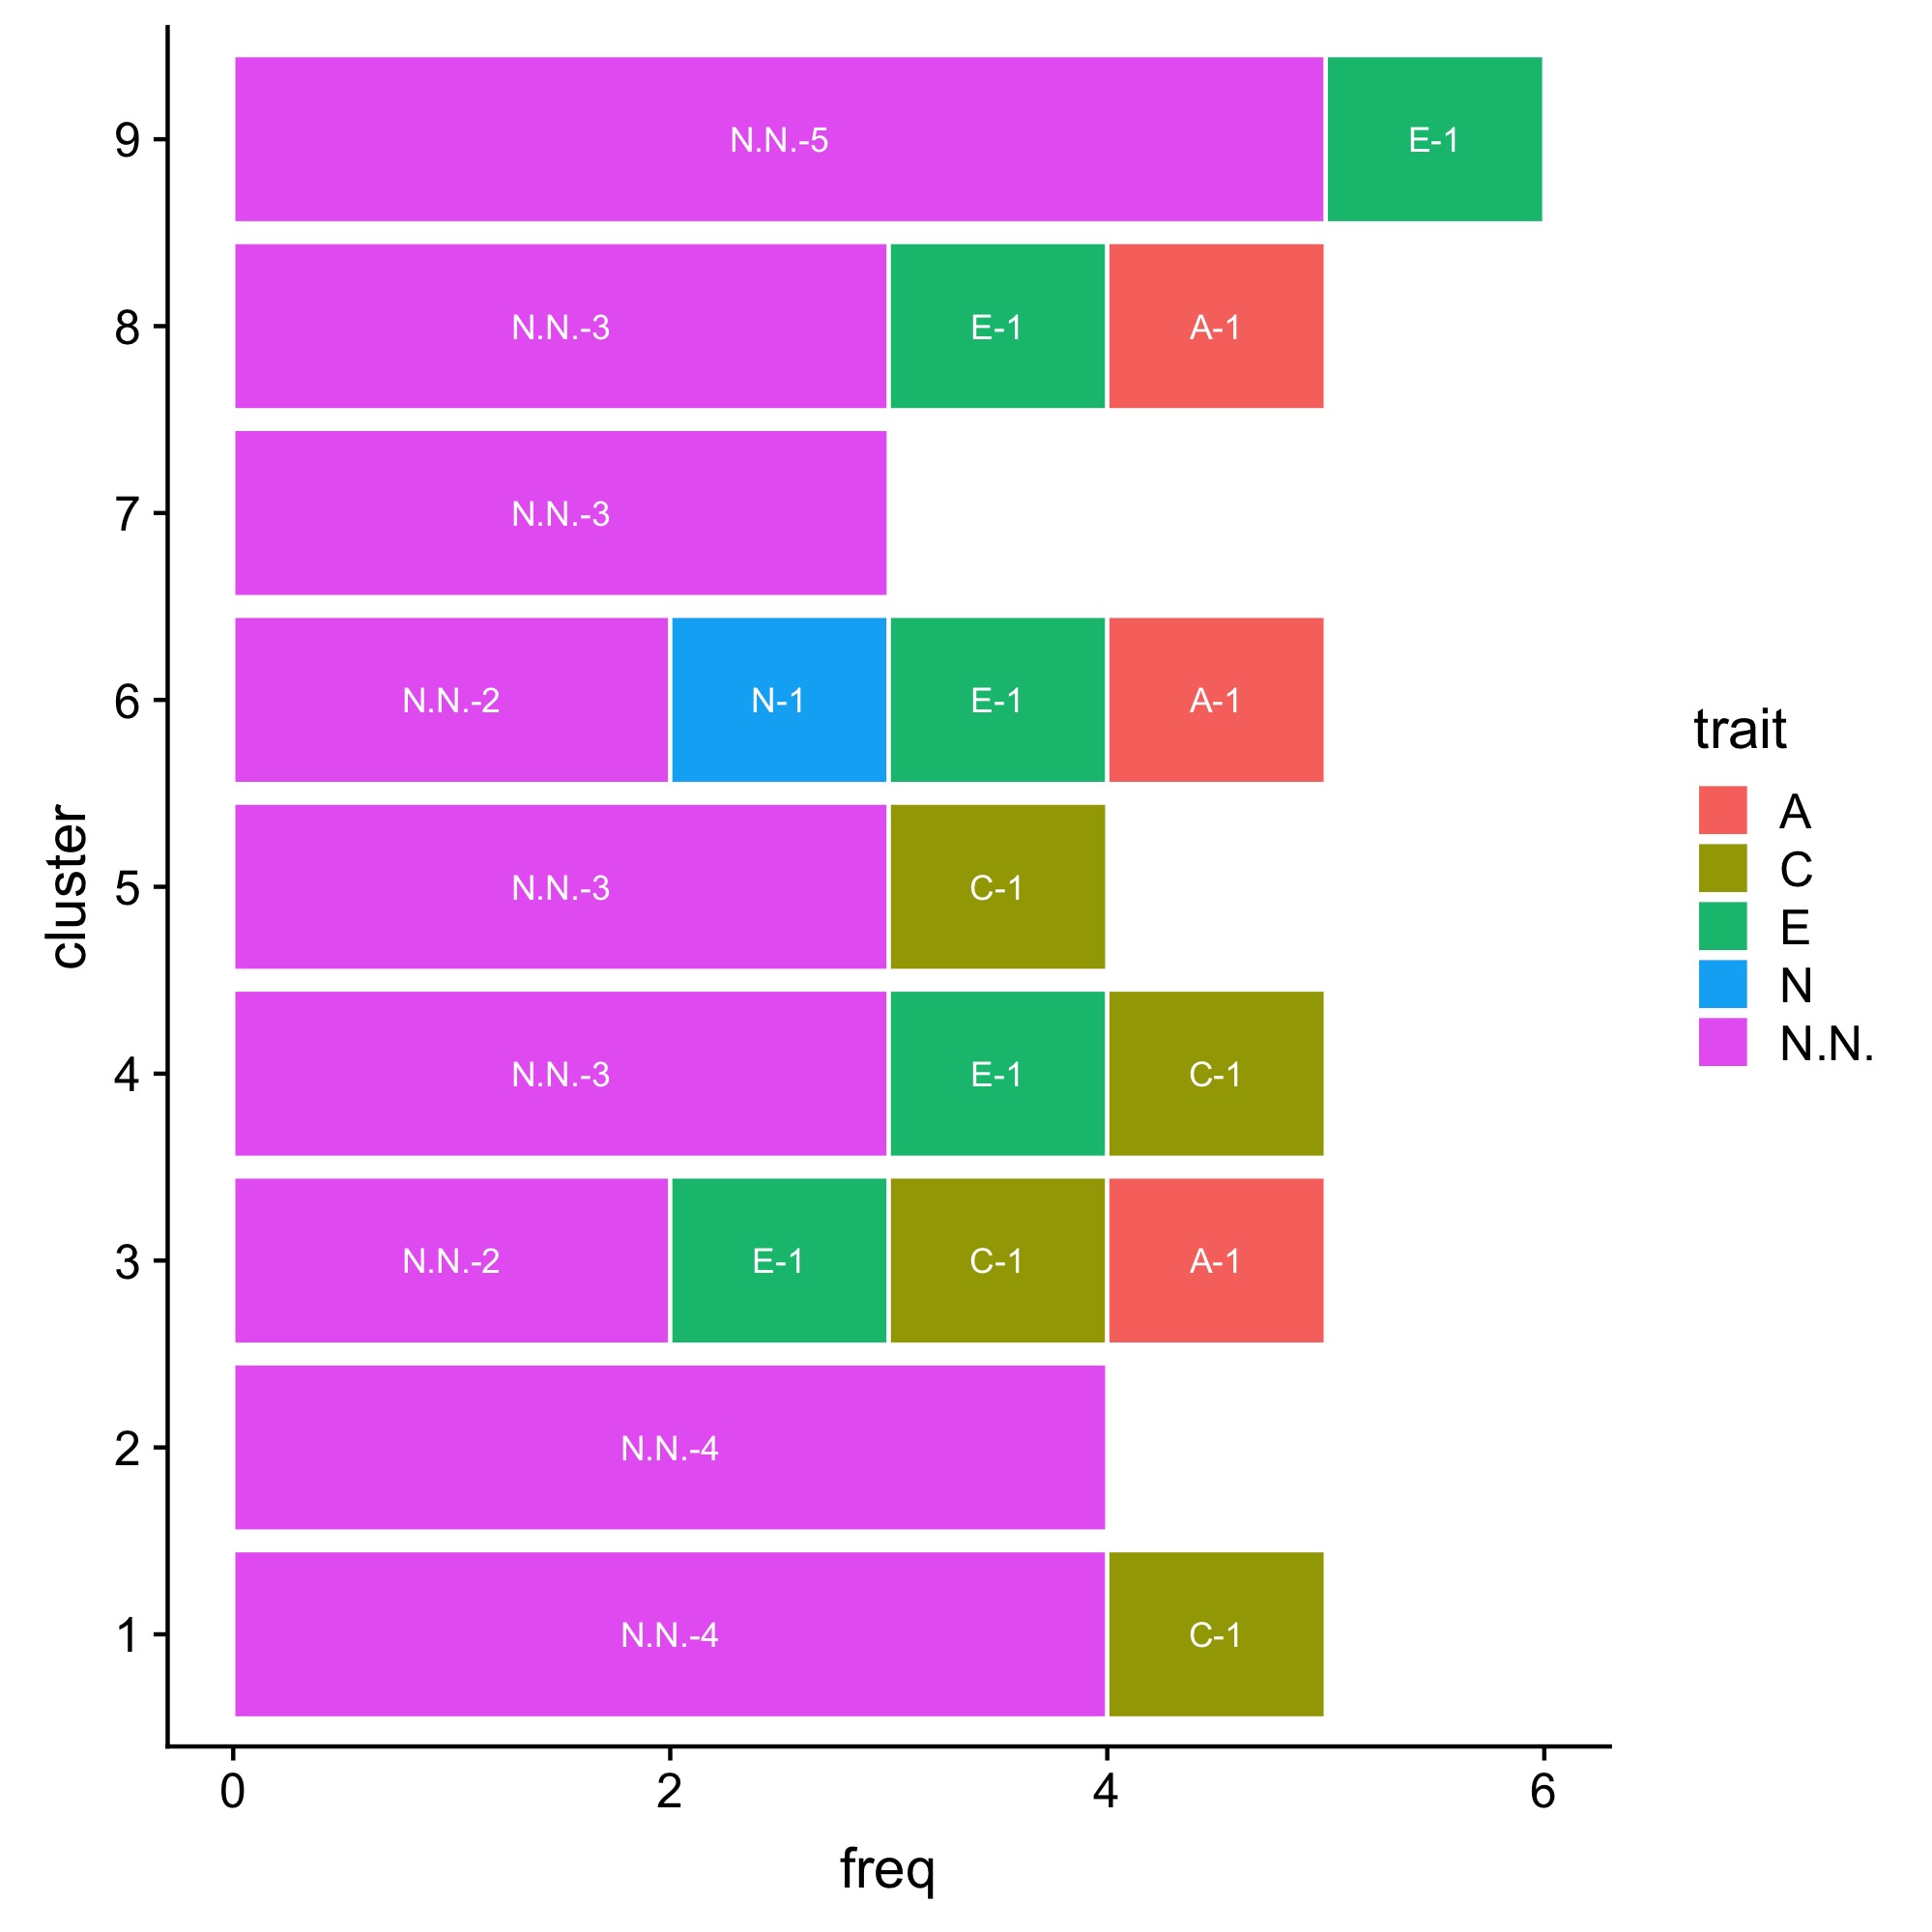 9
N.N.-5 E-1
8
N.N.-3 E-1 A-1
7
N.N.-3
6
N.N.-2 N-1 E-1 A-1
5
N.N.-3 C-1
4
N.N.-3 E-1 C-1
3
N.N.-2 E-1 C-1 A-1
2
N.N.-4
1
N.N.-4 C-1
cluster
0 2 4 6
freq
trait
A
C
E
N
N.N.